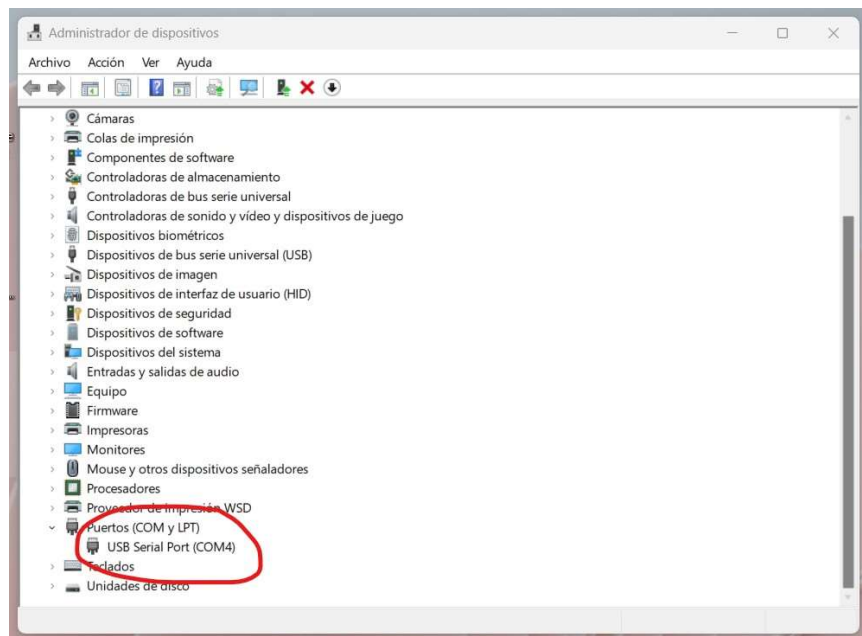 Administrador de dispositivos
Archivo Acción Ver Ayuda
Cámaras
Colas de impresión
Componentes de software
Controladoras de almacenamiento
Controladoras de bus serie universal
Controladoras de sonido y vídeo y dispositivos de juego
Dispositivos biométricos
Dispositivos de bus serie universal (USB)
Dispositivos de imagen
Dispositivos de interfaz de usuario (HID)
Dispositivos de seguridad
Dispositivos de software
Dispositivos del sistema
Entradas y salidas de audio
Equipo
Firmware
Impresoras
Monitores
Mouse y otros dispositivos señaladores
Procesadores
Proveedor de impresión WSD
Puertos (COM y LPT)
USB Serial Port (COM4)
Teclados
Unidades de disco